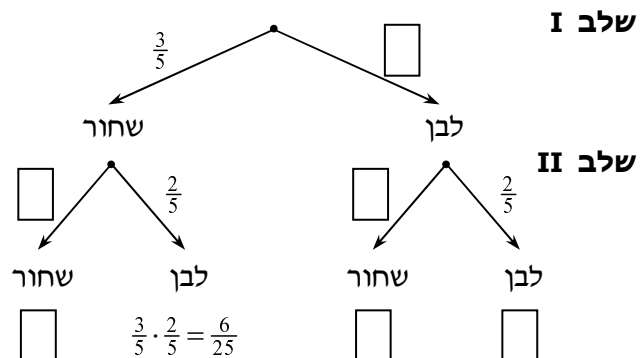 שלב I
3/5
שחור לבן
שלב II
2/5 2/5
שחור לבן שחור לבן
3/5 · 2/5 = 6/25